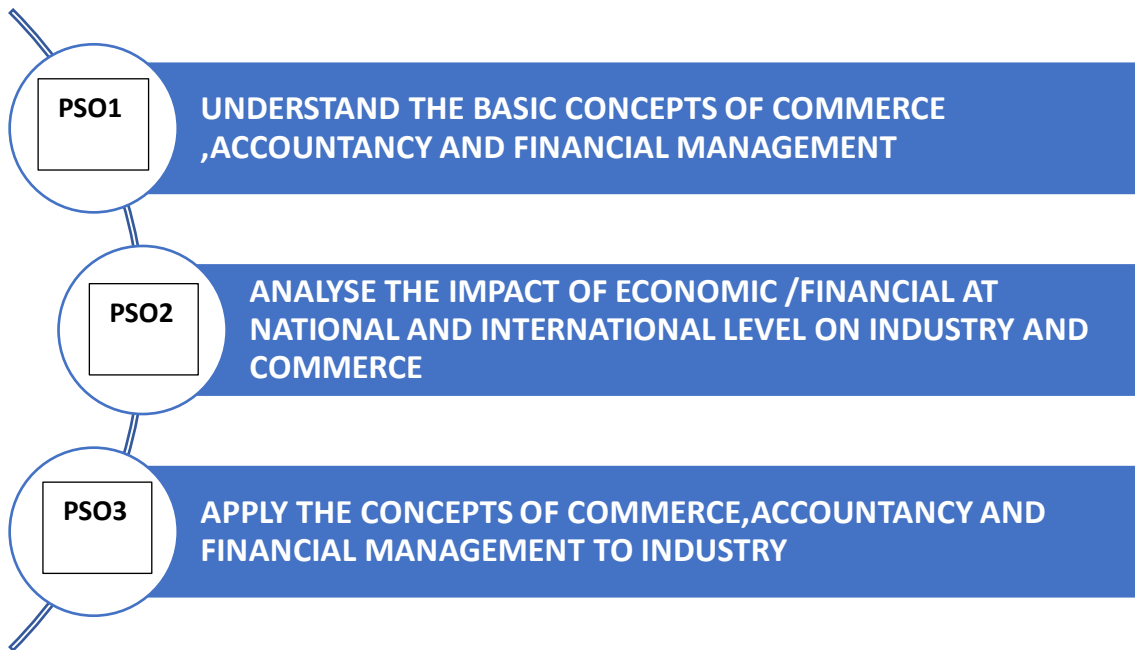 PSO1
UNDERSTAND THE BASIC CONCEPTS OF COMMERCE
,ACCOUNTANCY AND FINANCIAL MANAGEMENT
PSO2
ANALYSE THE IMPACT OF ECONOMIC /FINANCIAL AT
NATIONAL AND INTERNATIONAL LEVEL ON INDUSTRY AND
COMMERCE
PSO3
APPLY THE CONCEPTS OF COMMERCE,ACCOUNTANCY AND
FINANCIAL MANAGEMENT TO INDUSTRY